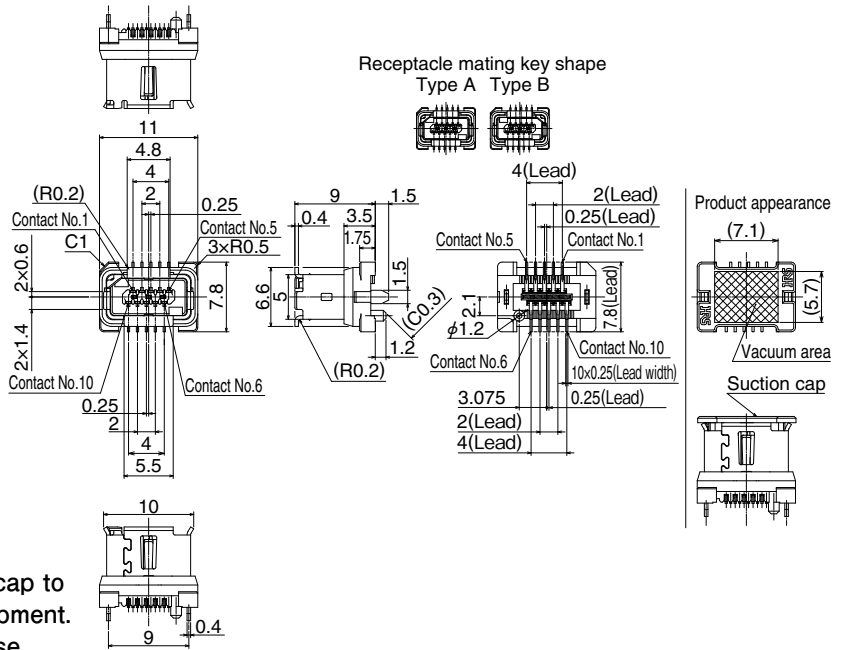 Receptacle mating key shape
Type A Type B
11
4.8
4
(R0.2)
2
0.25
Contact No.1
Contact No.5
C1
3×R0.5
2×0.6
7.8
2×1.4
Contact No.10
Contact No.6
0.25
2
4
5.5
9
1.5
0.4
3.5
1.75
6.6
5
1.5
(C0.3)
1.2
(R0.2)
4(Lead)
2(Lead)
0.25(Lead)
Contact No.5
Contact No.1
2.1
7.8(Lead)
φ1.2
Contact No.6
Contact No.10
10×0.25(Lead width)
3.075
0.25(Lead)
2(Lead)
4(Lead)
Product appearance
(7.1)
(5.7)
HRS
Vacuum area
Suction cap
10
9
0.4
cap to
opment.
se